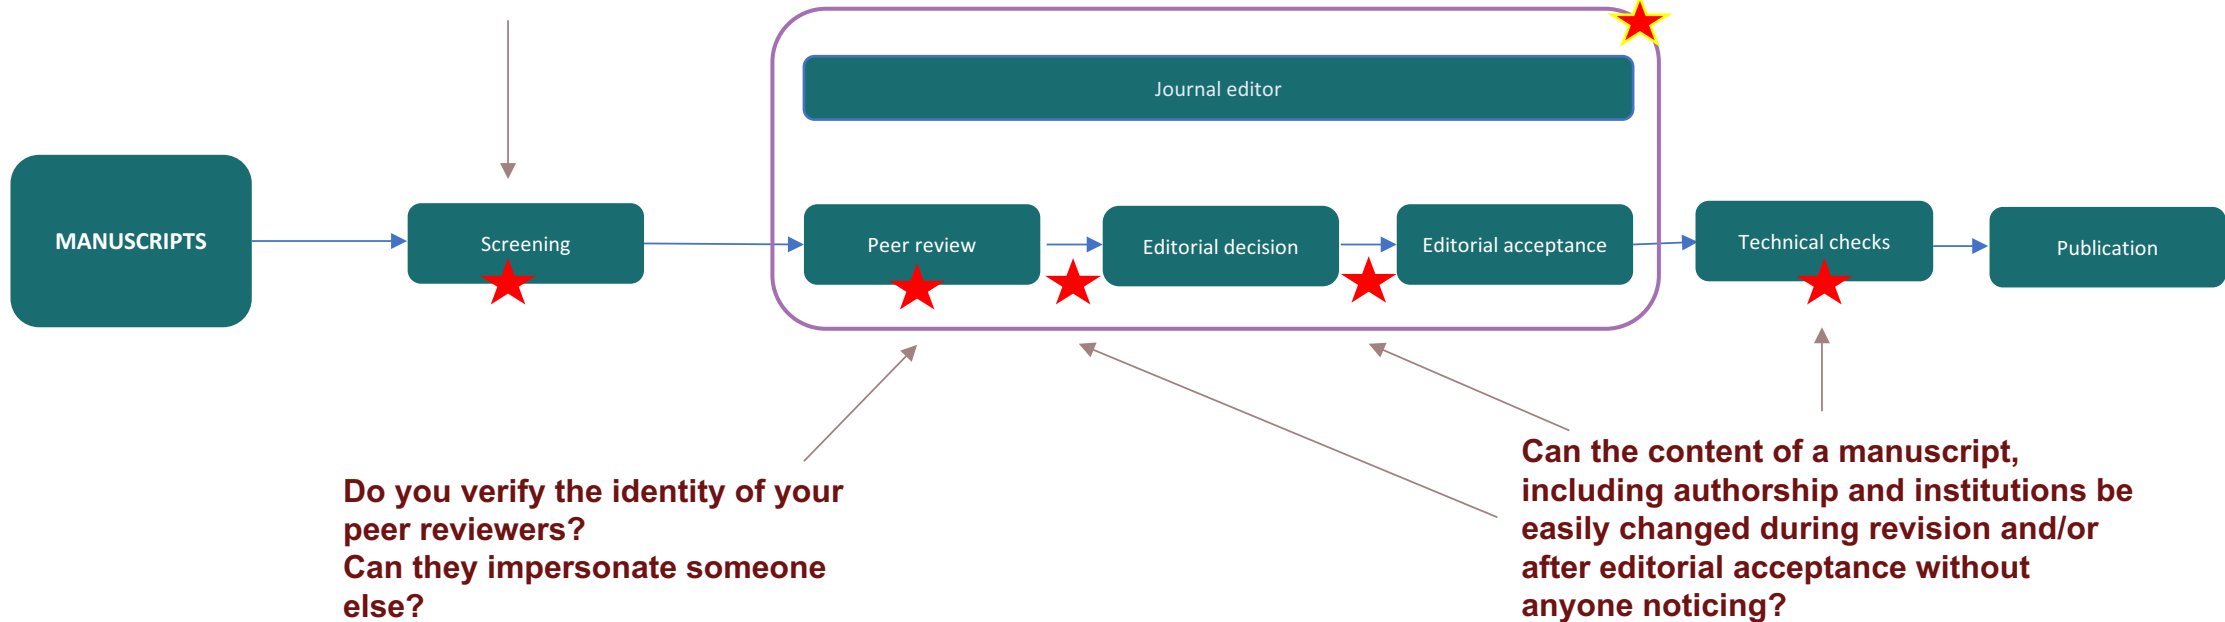 Journal editor
MANUSCRIPTS
Screening
Peer review
Editorial decision
Editorial acceptance
Technical checks
Publication
Do you verify the identity of your
peer reviewers?
Can they impersonate someone
else?
Can the content of a manuscript,
including authorship and institutions be
easily changed during revision and/or
after editorial acceptance without
anyone noticing?